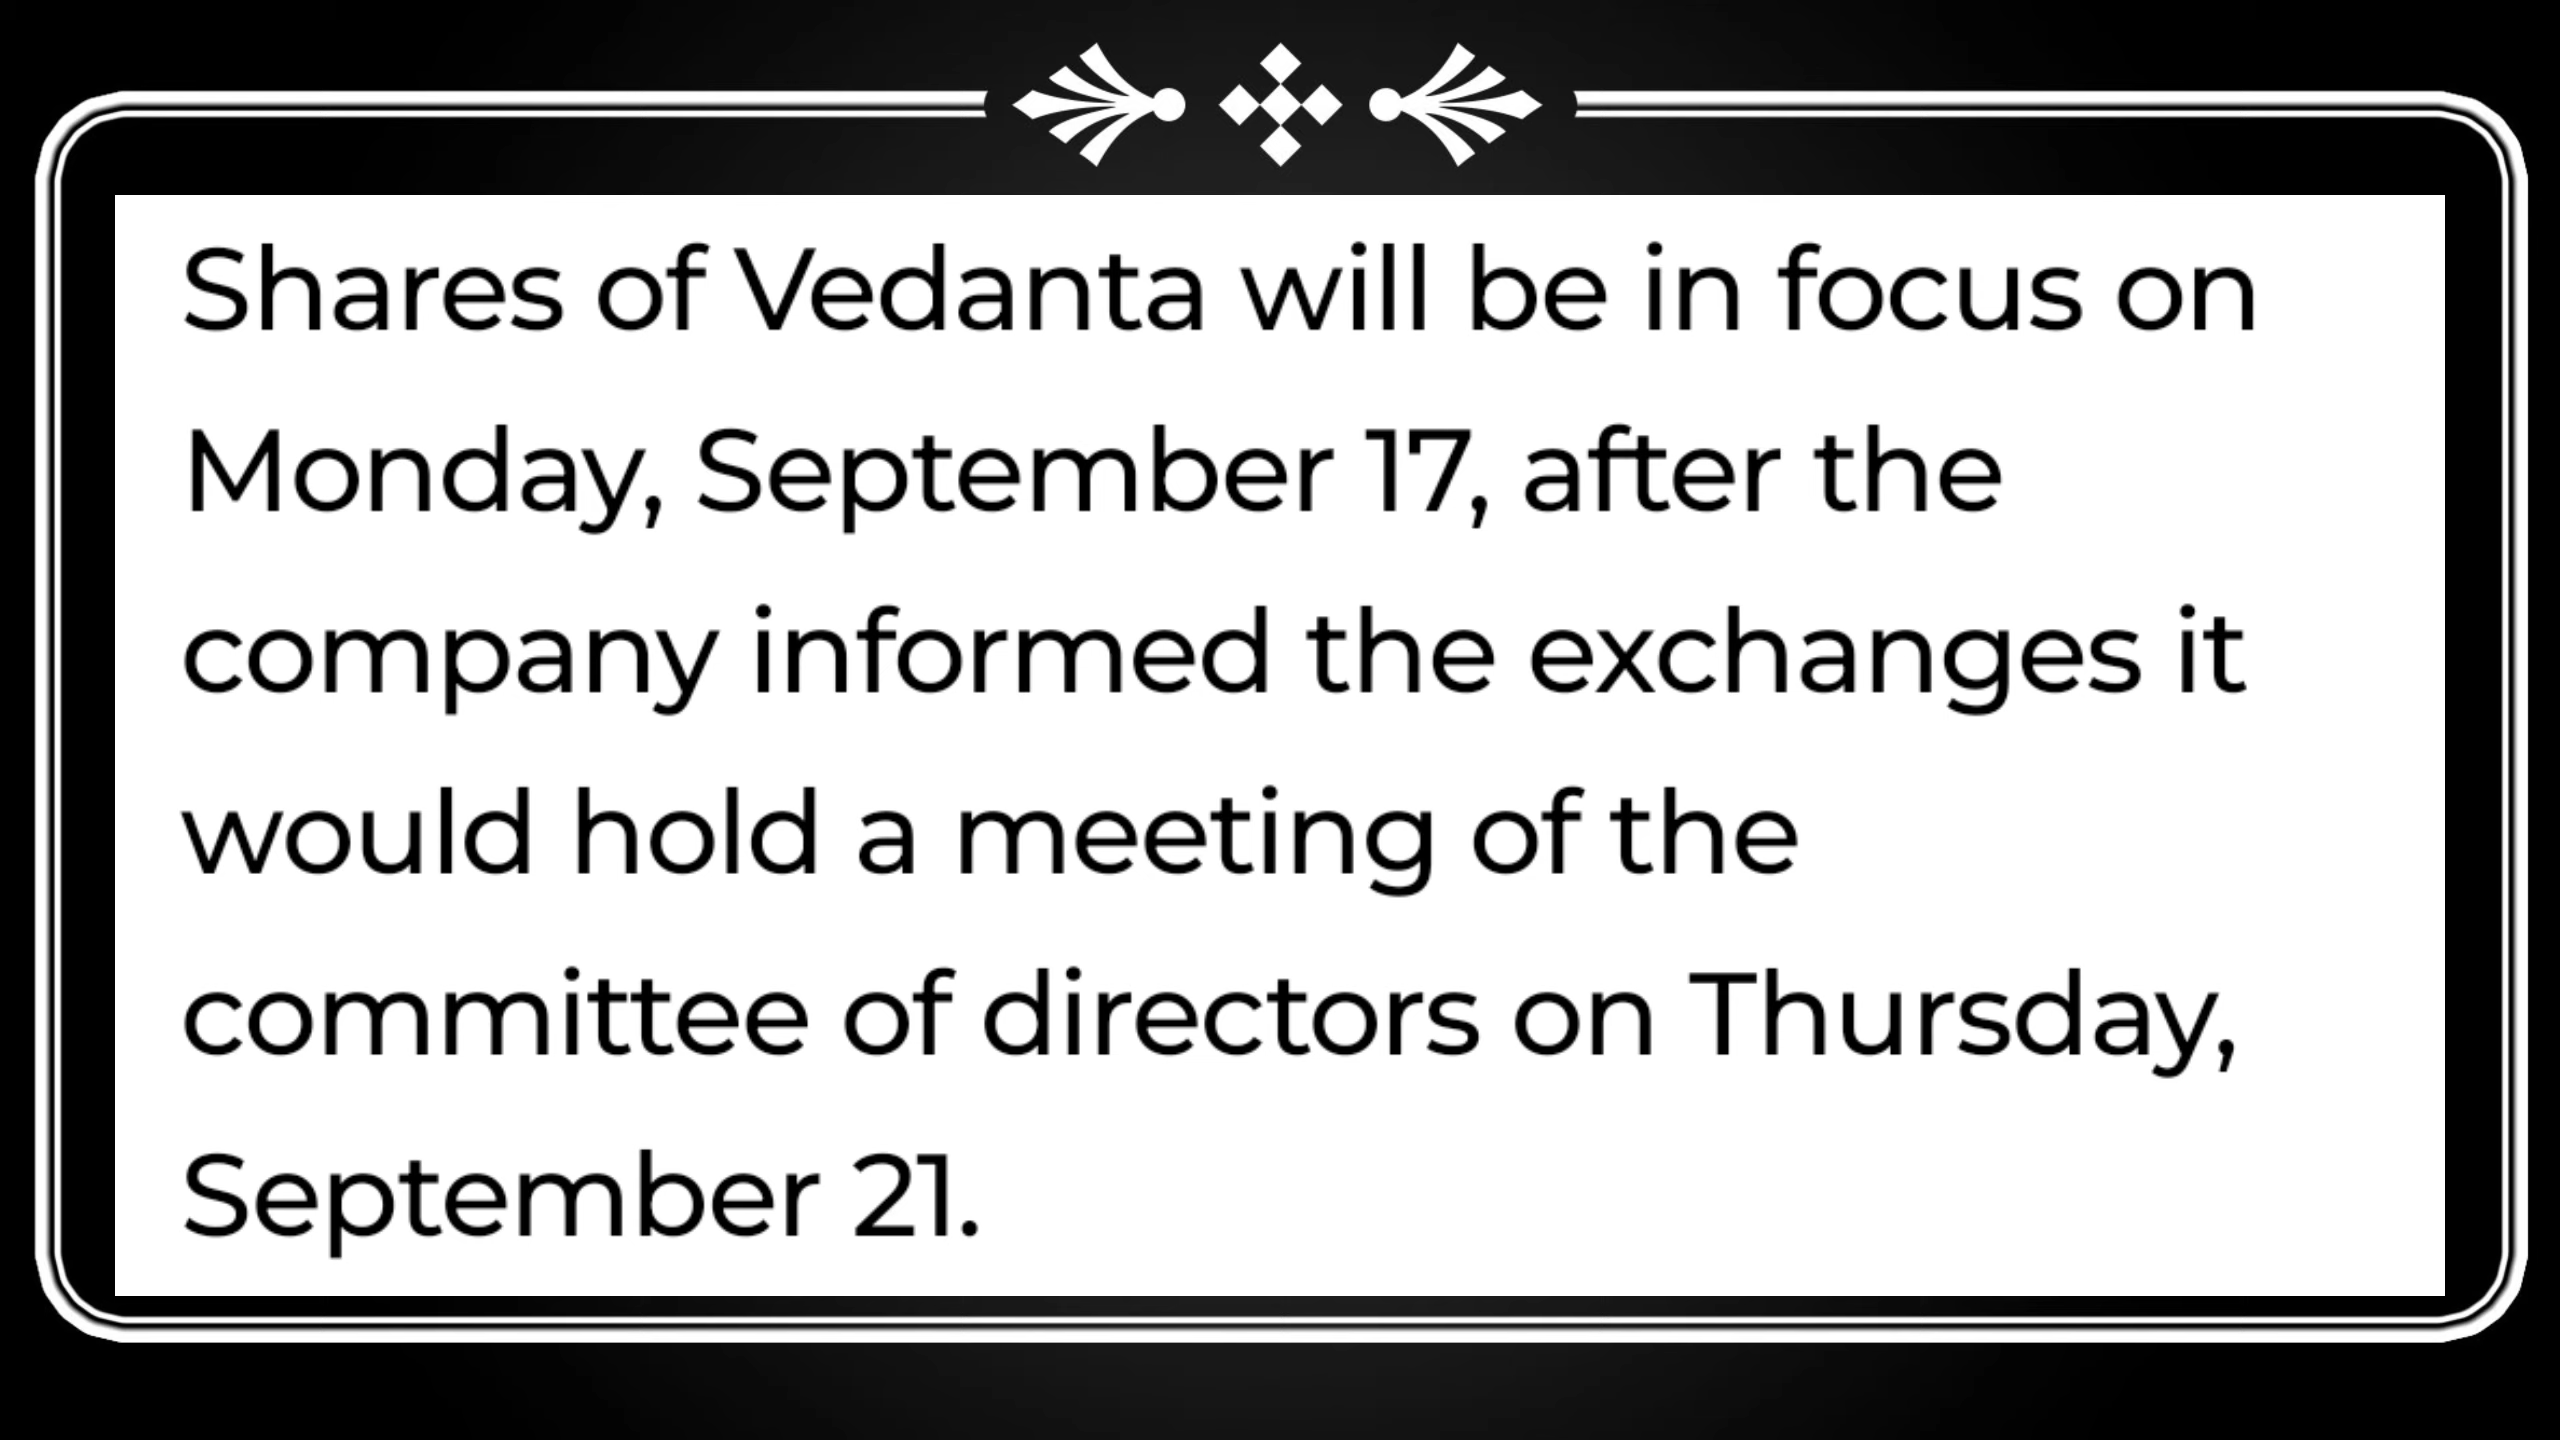 Shares of Vedanta will be in focus on
Monday, September 17, after the
company informed the exchanges it
would hold a meeting of the
committee of directors on Thursday,
September 21.